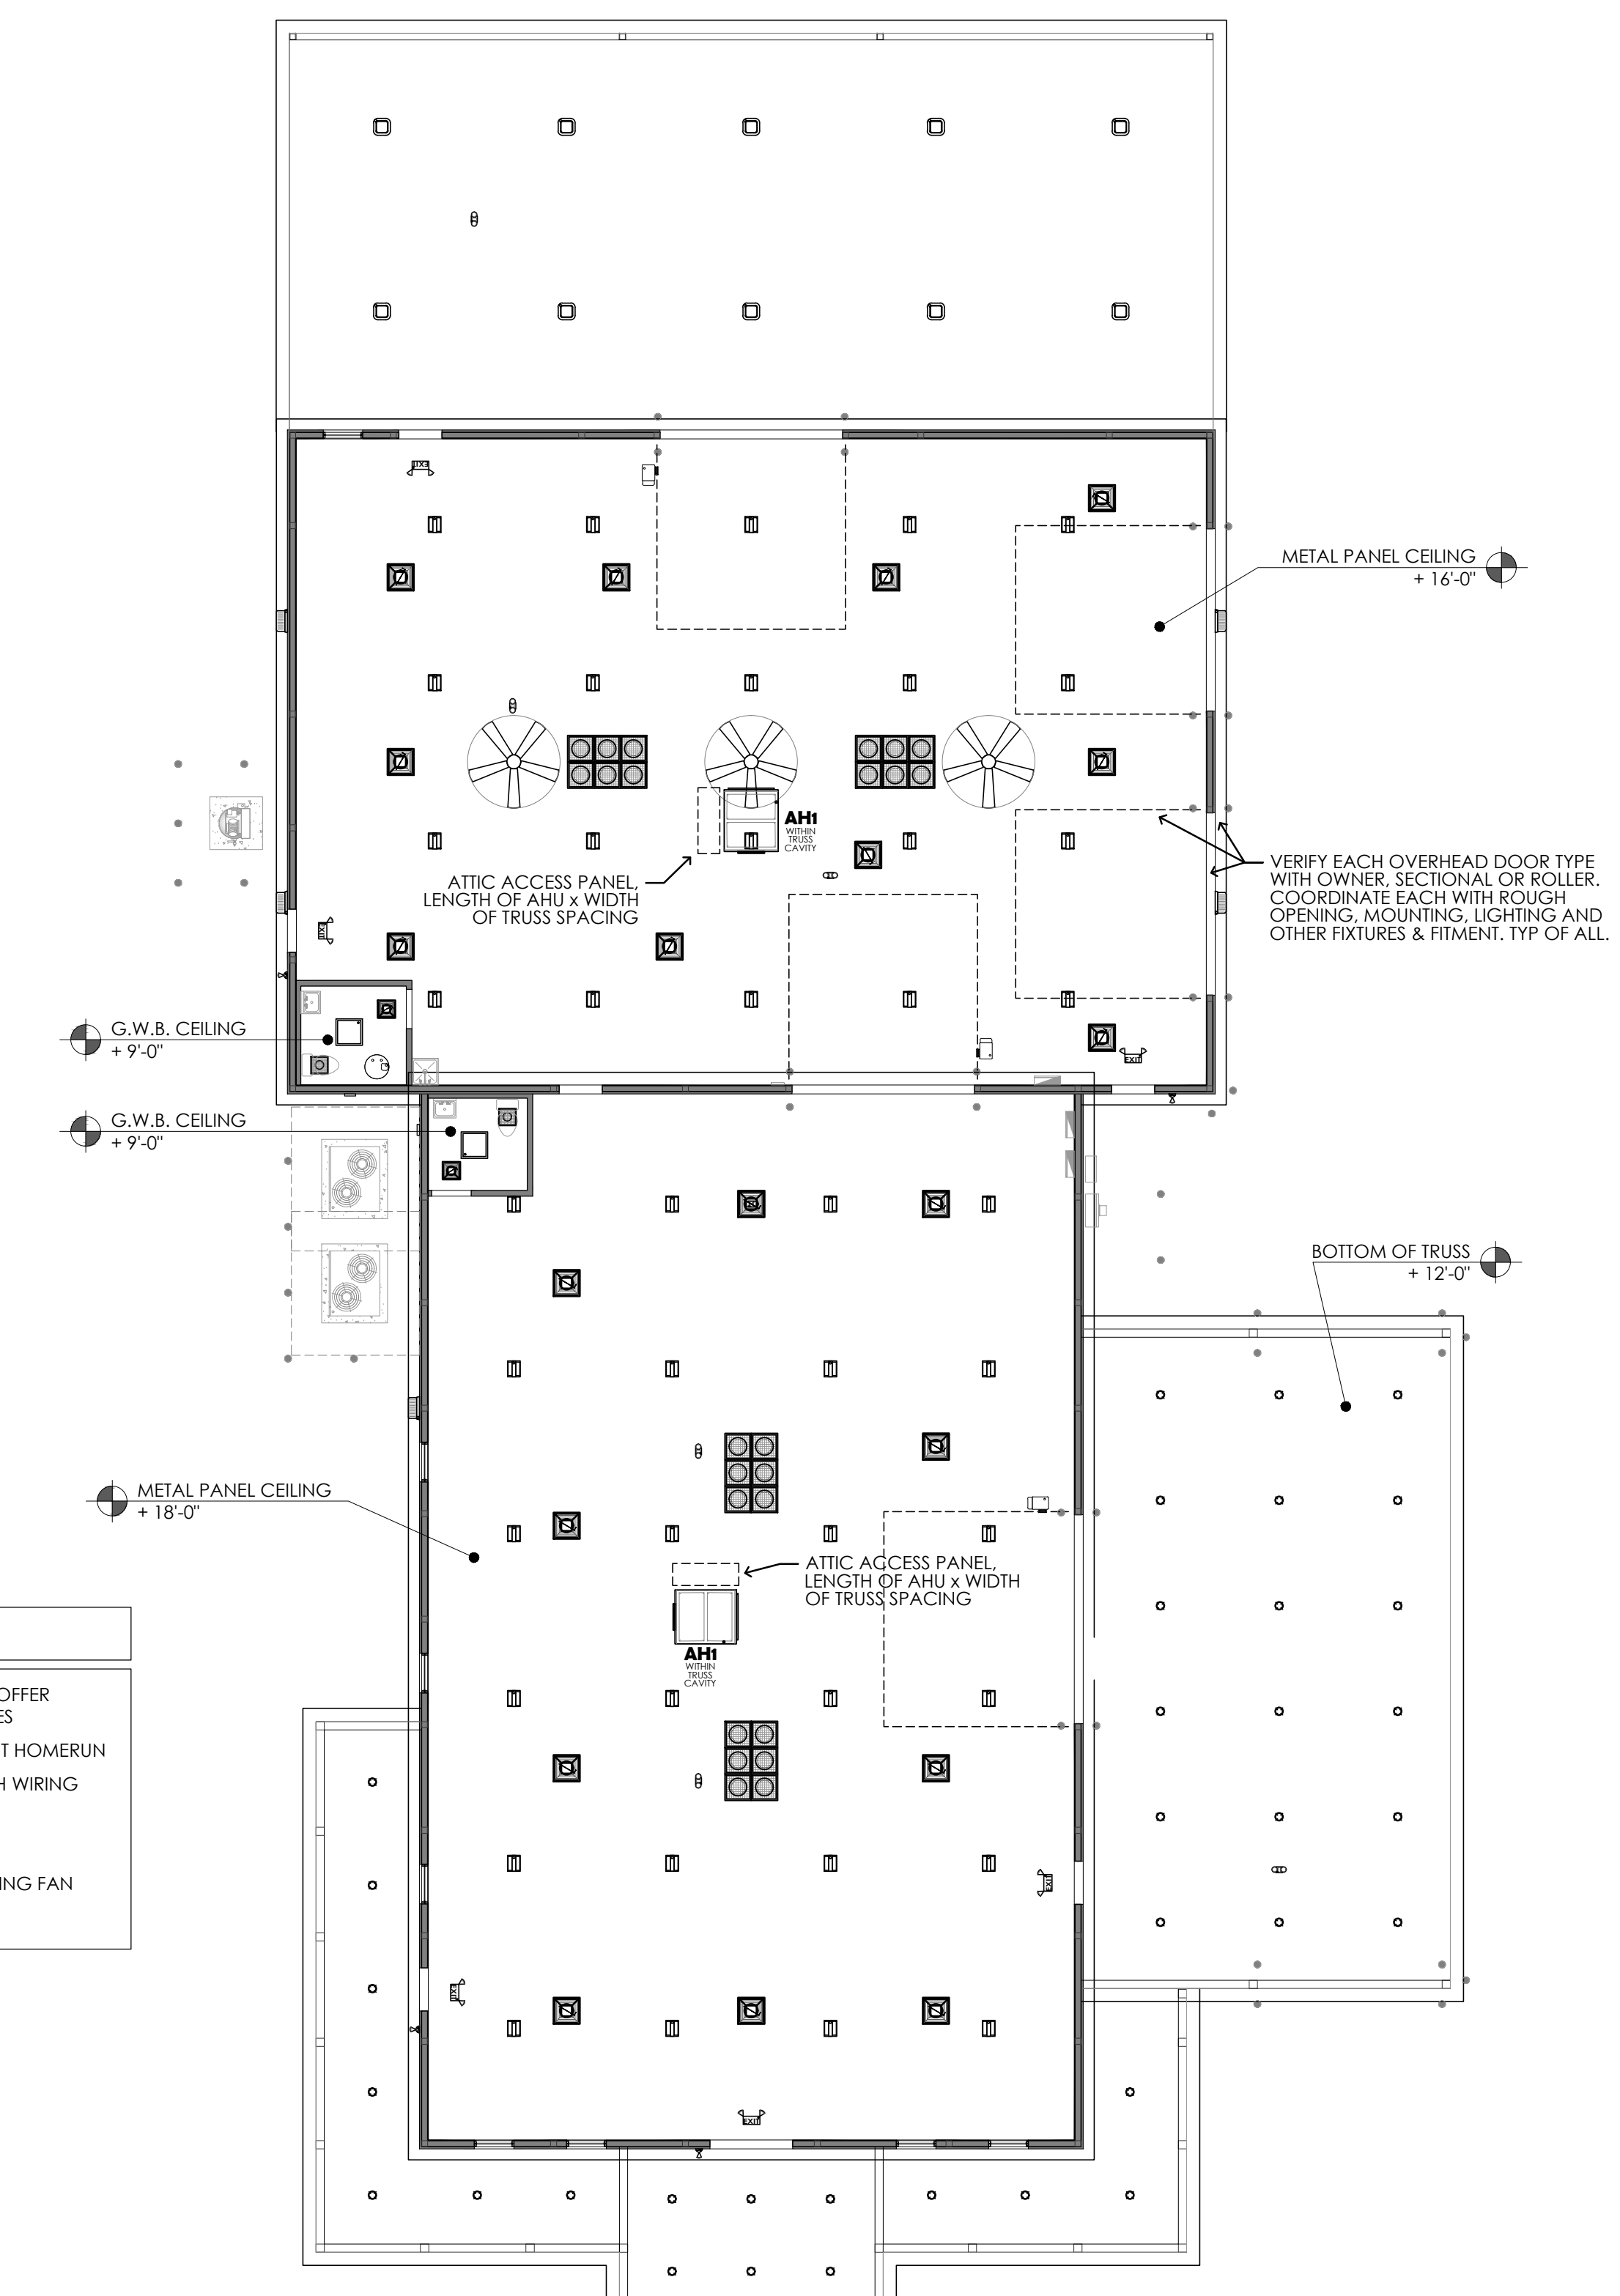 EXIT
METAL PANEL CEILING
+ 16'-0"
AH1
WITHIN
TRUSS
CAVITY
ATTIC ACCESS PANEL,
LENGTH OF AHU x WIDTH
OF TRUSS SPACING
VERIFY EACH OVERHEAD DOOR TYPE
WITH OWNER, SECTIONAL OR ROLLER.
COORDINATE EACH WITH ROUGH
OPENING, MOUNTING, LIGHTING AND
OTHER FIXTURES & FITMENT. TYP OF ALL.
EXIT
G.W.B. CEILING
+ 9'-0"
EXIT
G.W.B. CEILING
+ 9'-0"
BOTTOM OF TRUSS
+ 12'-0"
METAL PANEL CEILING
+ 18'-0"
ATTIC ACCESS PANEL,
LENGTH OF AHU x WIDTH
OF TRUSS SPACING
AH1
WITHIN
TRUSS
CAVITY
OFFER
ES
T HOMERUN
H WIRING
NG FAN
EXIT
EXIT
EXIT